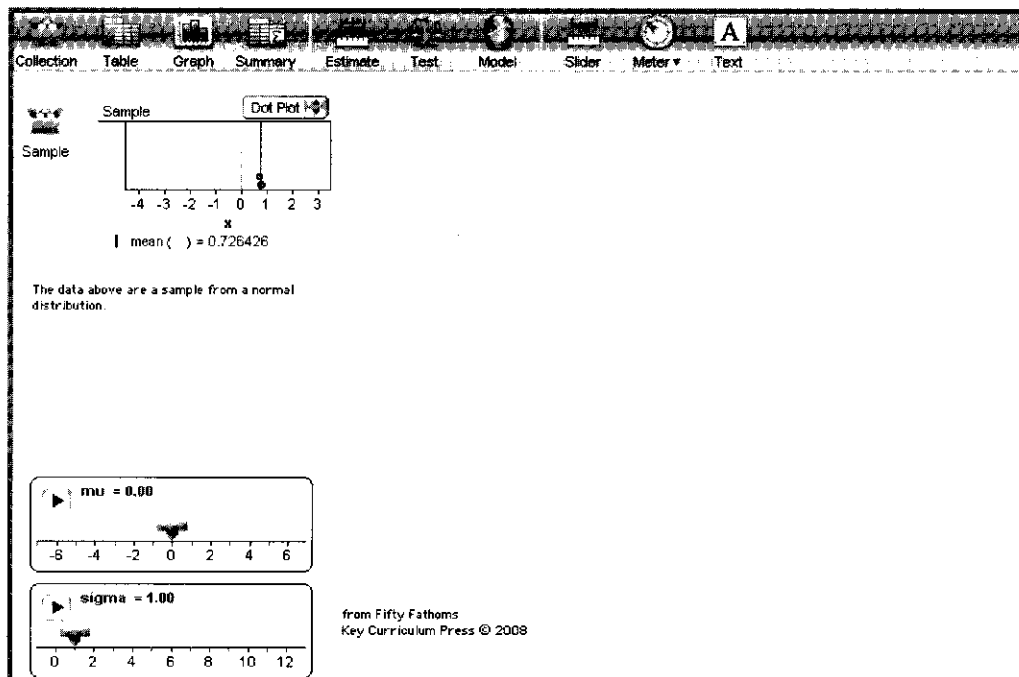 Collection Table Graph Summary Estimate Test Model Slider Meter ▾ Text
A
Sample
Sample Dot Plot
-4 -3 -2 -1 0 1 2 3
x
mean ( ) = 0.726426
The data above are a sample from a normal
distribution.
mu = 0.00
-6 -4 -2 0 2 4 6
sigma = 1.00
0 2 4 6 8 10 12
from Fifty Fathoms
Key Curriculum Press © 2008